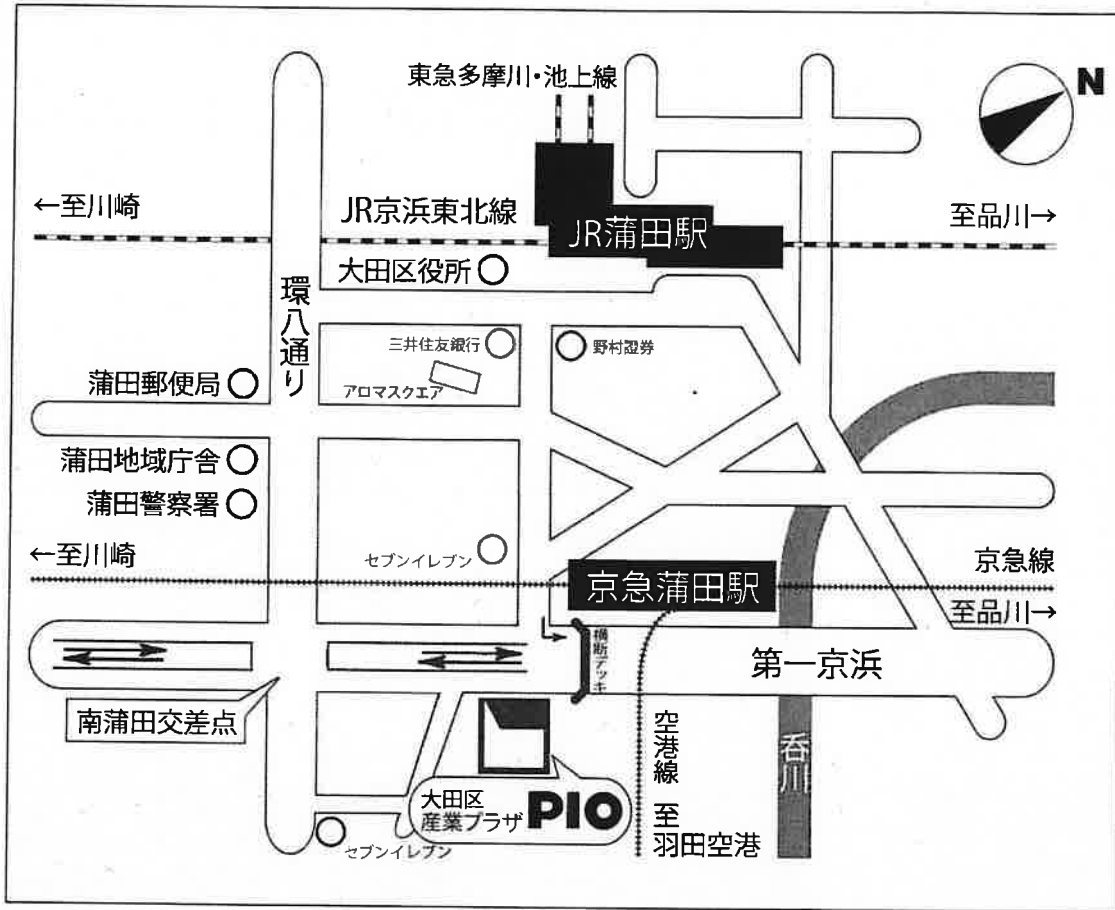 東急多摩川・池上線
N
←至川崎
JR京浜東北線
JR蒲田駅
至品川→
大田区役所
環八通り
三井住友銀行
野村證券
アロマスクエア
蒲田郵便局
蒲田地域庁舎
蒲田警察署
←至川崎
セブンイレブン
京急蒲田駅
京急線
至品川→
横断デッキ
第一京浜
南蒲田交差点
空港線 至
羽田空港
呑川
大田区
産業プラザ PIO
セブンイレブン